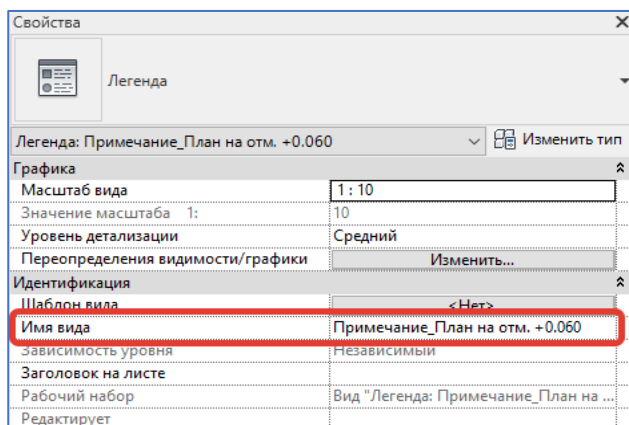 Свойства
Легенда
Легенда: Примечание_План на отм. +0.060 Изменить тип
Графика
Масштаб вида 1 : 10
Значение масштаба 1: 10
Уровень детализации Средний
Переопределения видимости/графики Изменить...
Идентификация
Шаблон вида <Нет>
Имя вида Примечание_План на отм. +0.060
Зависимость уровня Независимый
Заголовок на листе
Рабочий набор Вид "Легенда: Примечание_План на ...
Редактирует